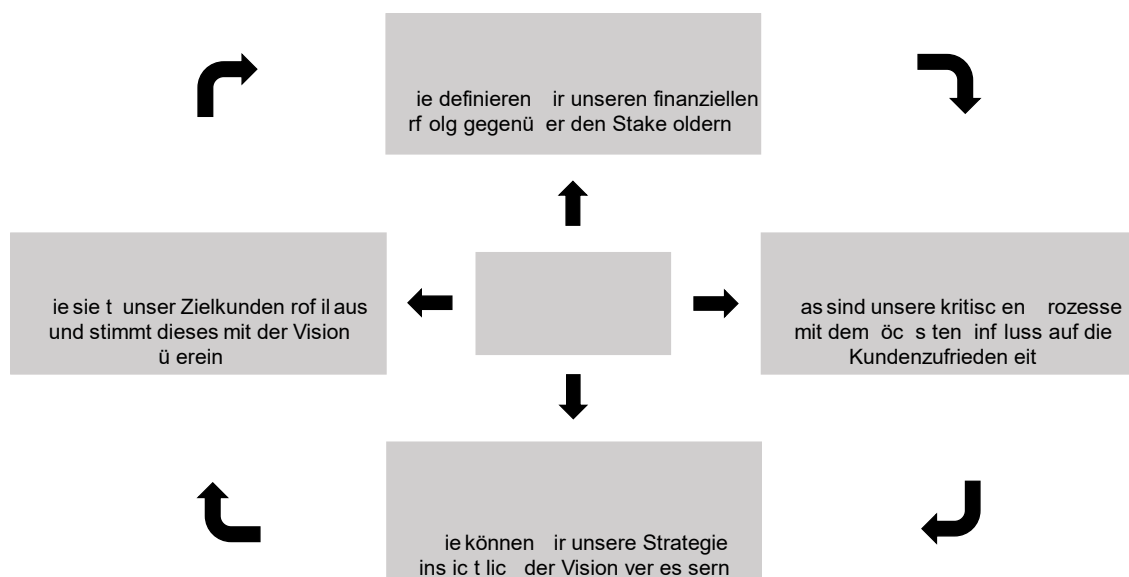 ie definieren ir unseren finanziellen
rf olg gegenü er den Stake oldern
ie sie t unser Zielkunden rof il aus
und stimmt dieses mit der Vision
ü erein
as sind unsere kritisc en rozesse
mit dem öc s ten inf luss auf die
Kundenzufrieden eit
ie können ir unsere Strategie
ins ic t lic der Vision ver es sern